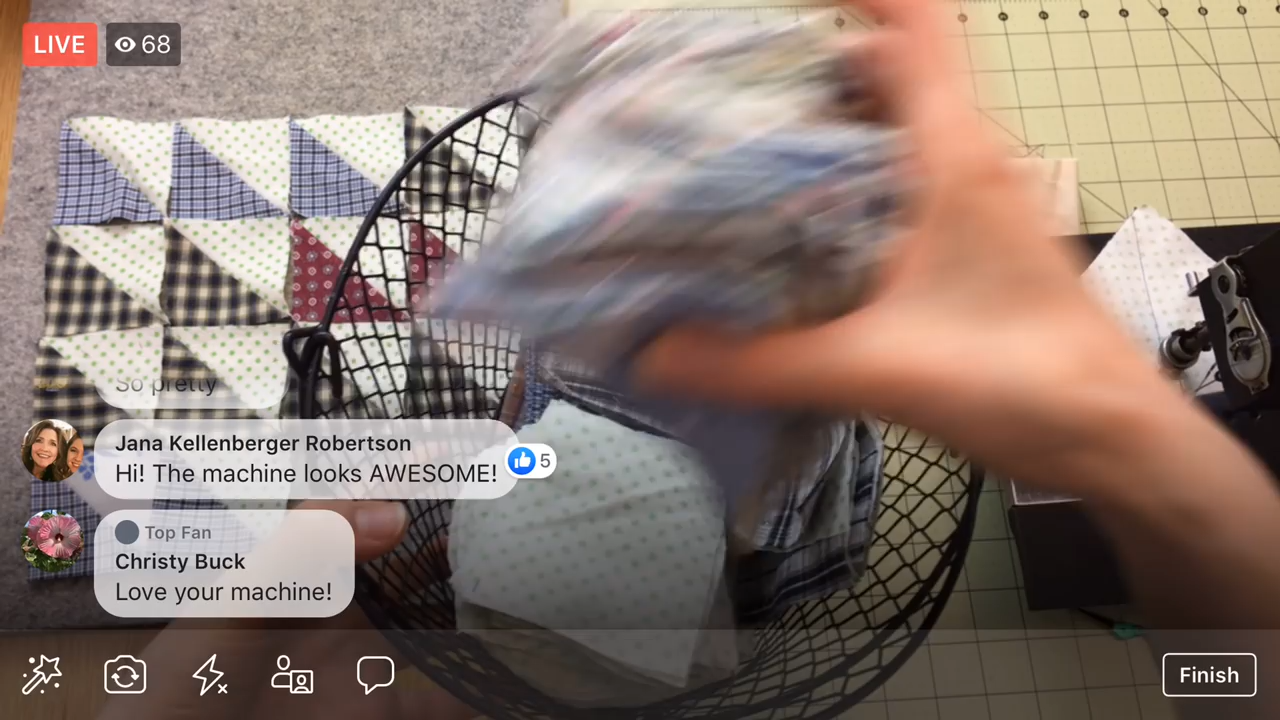 LIVE
68
So pretty
Jana Kellenberger Robertson
Hi! The machine looks AWESOME!
5
Top Fan
Christy Buck
Love your machine!
Finish